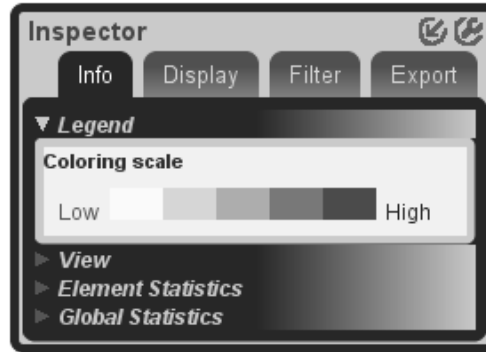 Inspector
Info Display Filter Export
Legend
Coloring scale
Low High
View
Element Statistics
Global Statistics